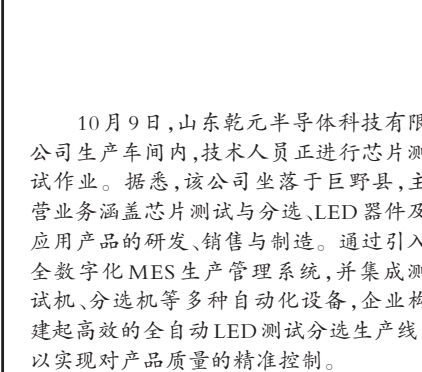 10月9日,山东乾元半导体科技有限
公司生产车间内,技术人员正进行芯片测
试作业。据悉,该公司坐落于巨野县,主
营业务涵盖芯片测试与分选、LED器件及
应用产品的研发、销售与制造。通过引入
全数字化MES生产管理系统,并集成测
试机、分选机等多种自动化设备,企业构
建起高效的全自动LED测试分选生产线
以实现对产品质量的精准控制。